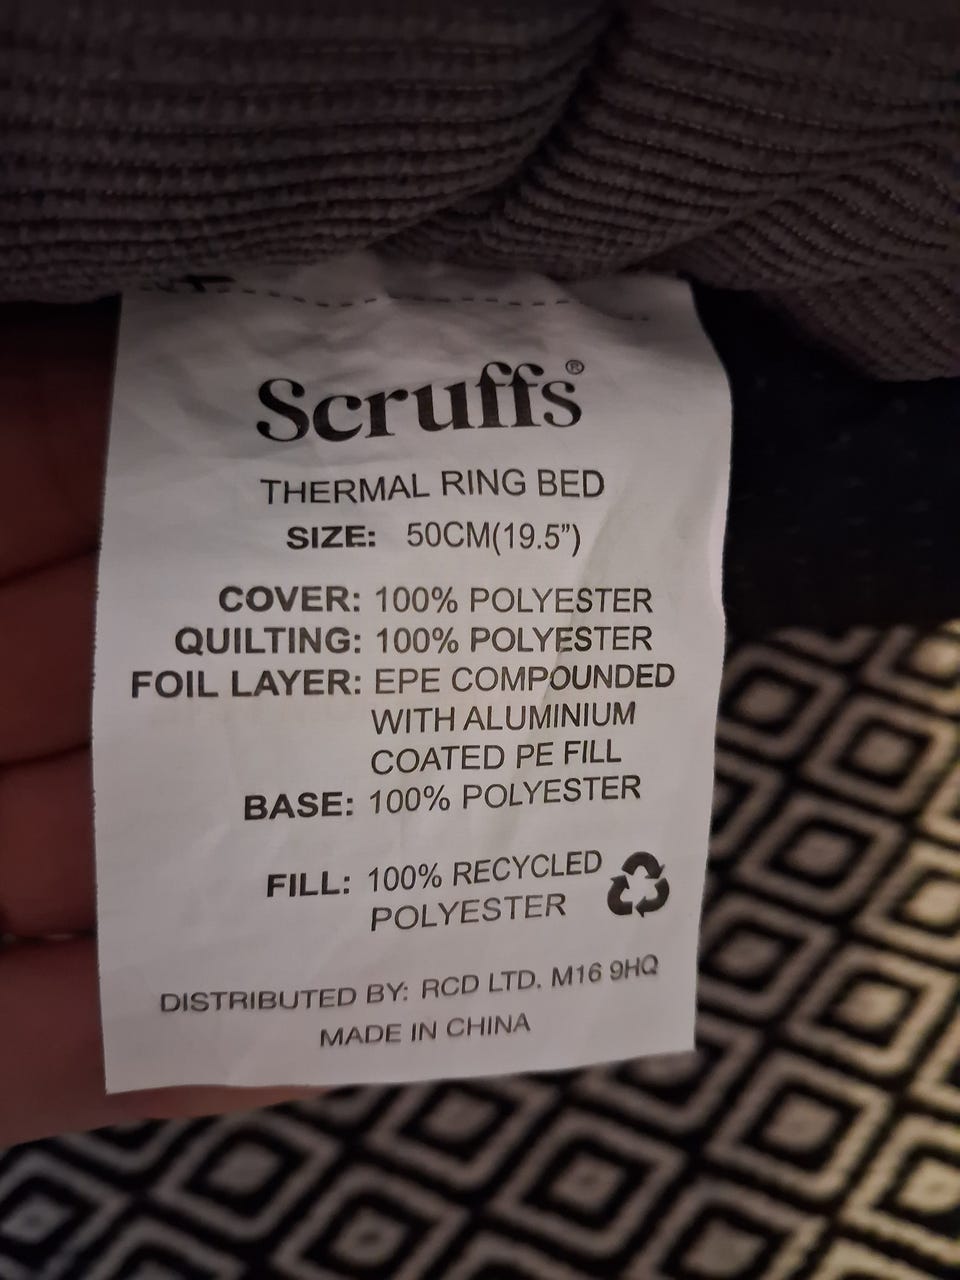 Scruffs®
THERMAL RING BED
SIZE: 50CM(19.5”)
COVER: 100% POLYESTER
QUILTING: 100% POLYESTER
FOIL LAYER: EPE COMPOUNDED
WITH ALUMINIUM
COATED PE FILL
BASE: 100% POLYESTER
FILL: 100% RECYCLED
POLYESTER
DISTRIBUTED BY: RCD LTD. M16 9HQ
MADE IN CHINA